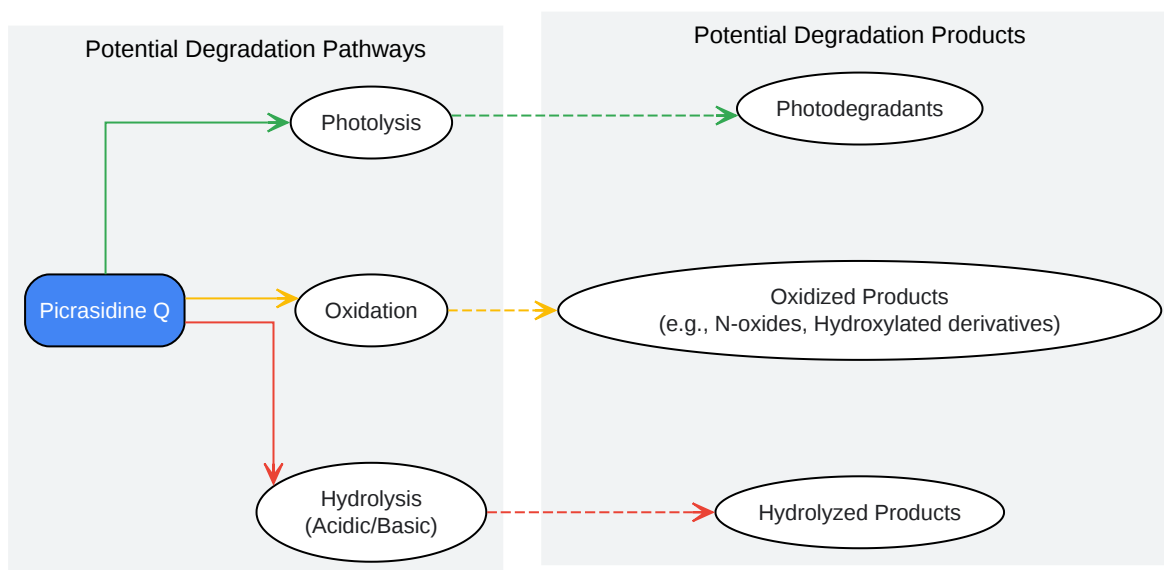 Potential Degradation Pathways
Potential Degradation Products
Photolysis
Photodegradants
Picrasidine Q
Oxidation
Oxidized Products
(e.g., N-oxides, Hydroxylated derivatives)
Hydrolysis
(Acidic/Basic)
Hydrolyzed Products